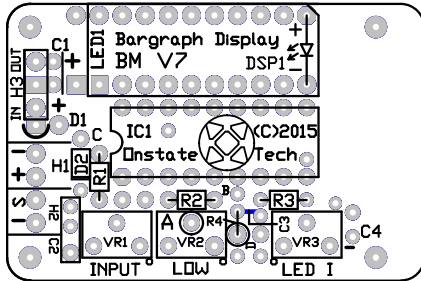 LED1
Bargraph Display
BM V7
DSP1
+
-
OUT
H3
IN
C1
+
+
D1
C
IC1
(C)2015
Onstate
Tech
-
+
H1
D2
R1
S
-
H2
C2
R2
B
R3
A
R4
C3
D
C4
-
VR1
VR2
VR3
INPUT
LOW
LED I